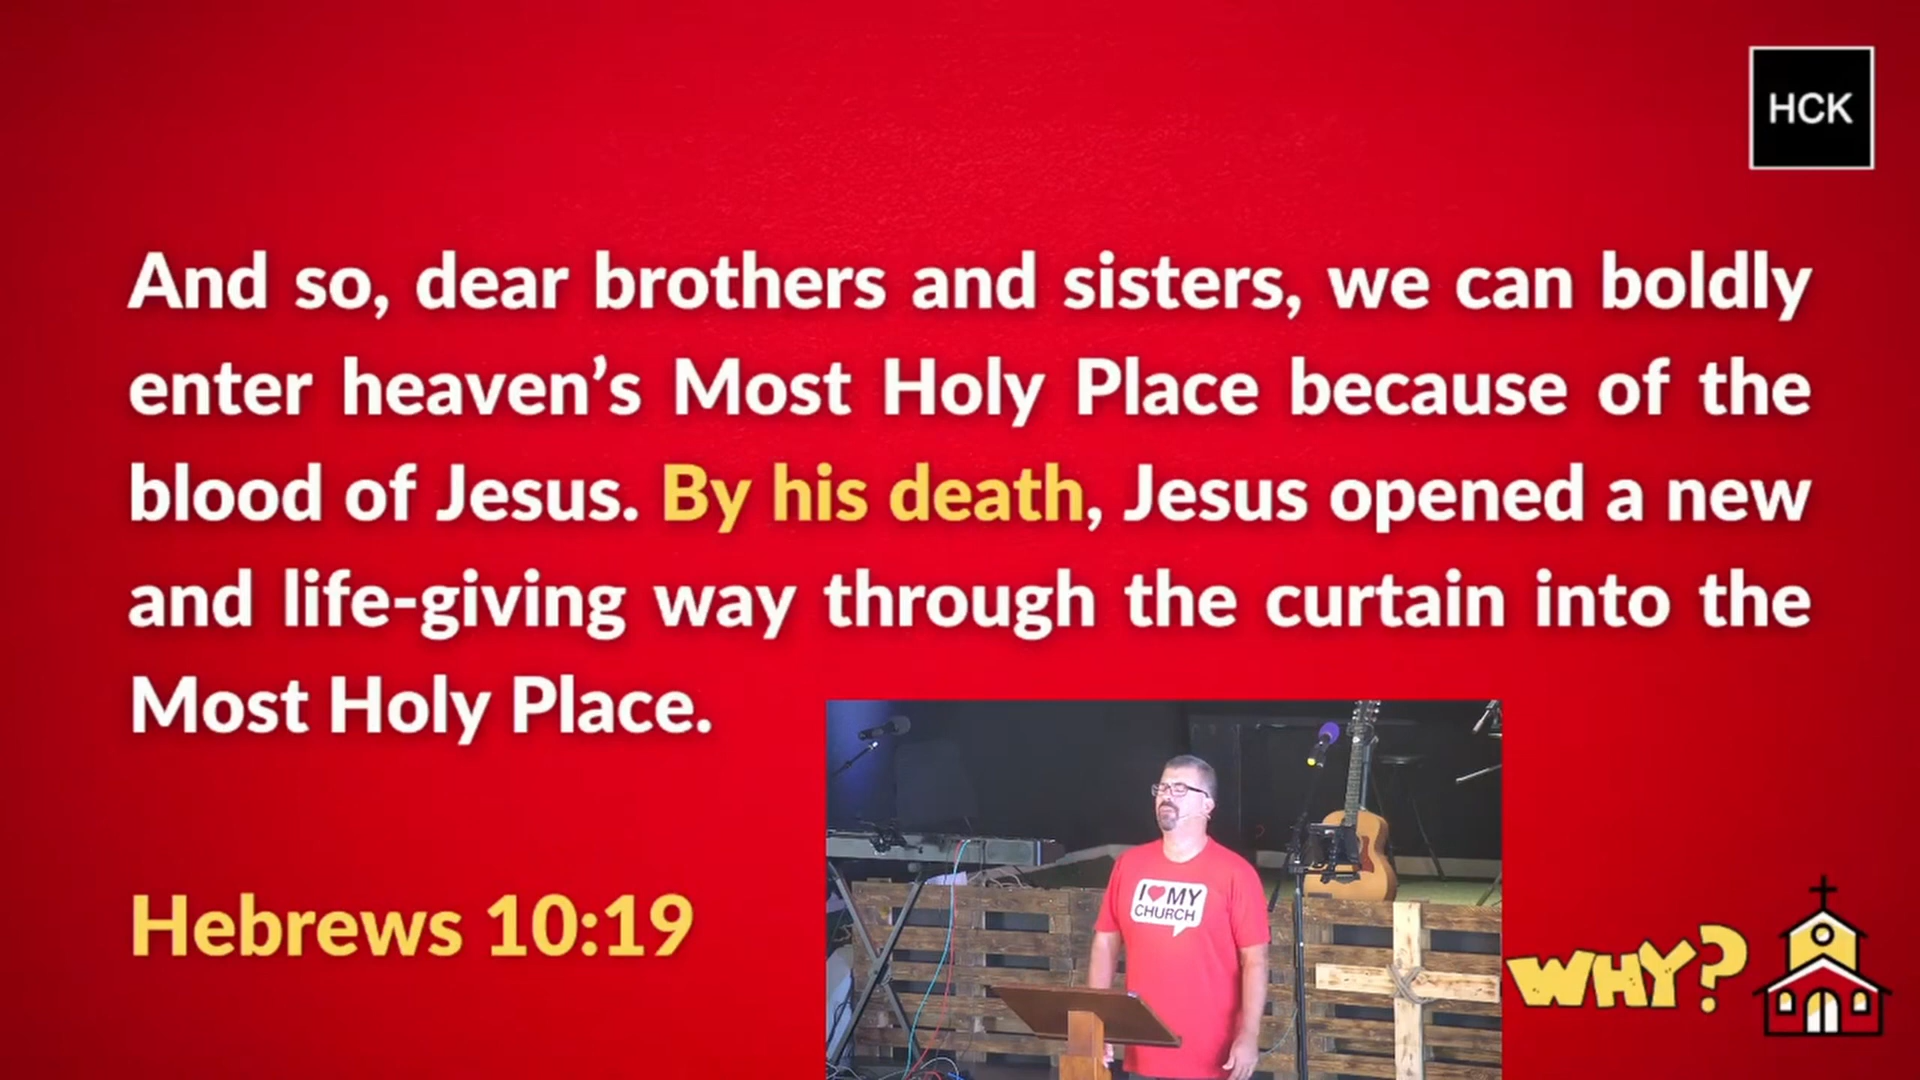 HCK
And so, dear brothers and sisters, we can boldly
enter heaven’s Most Holy Place because of the
blood of Jesus. By his death, Jesus opened a new
and life-giving way through the curtain into the
Most Holy Place.
Hebrews 10:19
I MY
CHURCH
WHY?